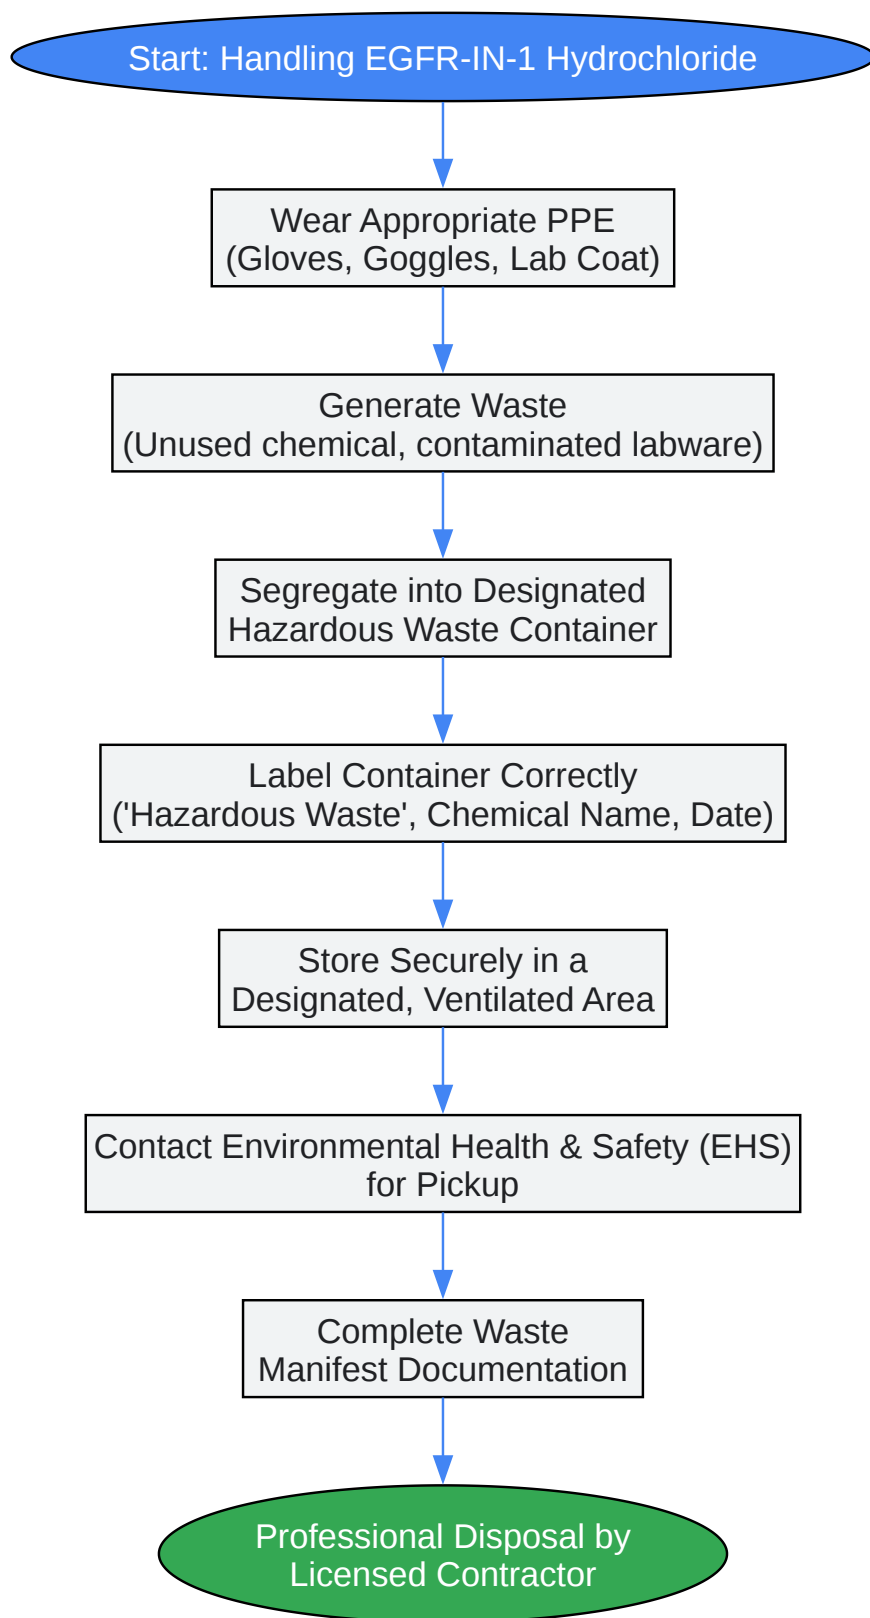 Start: Handling EGFR-IN-1 Hydrochloride
Wear Appropriate PPE
(Gloves, Goggles, Lab Coat)
Generate Waste
(Unused chemical, contaminated labware)
Segregate into Designated
Hazardous Waste Container
Label Container Correctly
('Hazardous Waste', Chemical Name, Date)
Store Securely in a
Designated, Ventilated Area
Contact Environmental Health & Safety (EHS)
for Pickup
Complete Waste
Manifest Documentation
Professional Disposal by
Licensed Contractor